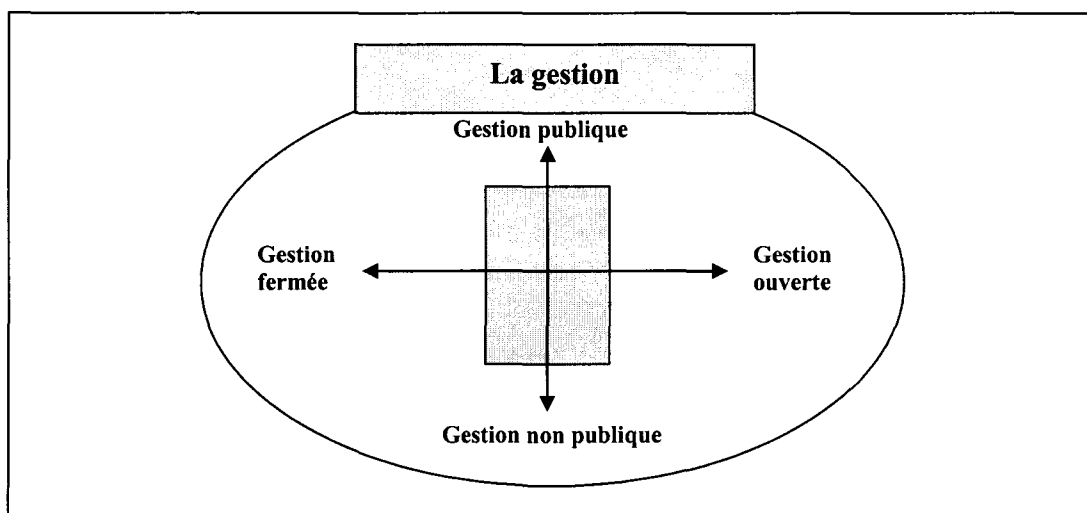 La gestion
Gestion publique
Gestion
fermée
Gestion
ouverte
Gestion non publique